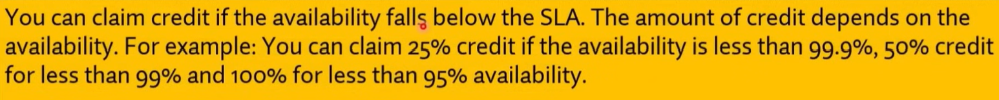 You can claim credit if the availability falls below the SLA. The amount of credit depends on the
availability. For example: You can claim 25% credit if the availability is less than 99.9%, 50% credit
for less than 99% and 100% for less than 95% availability.